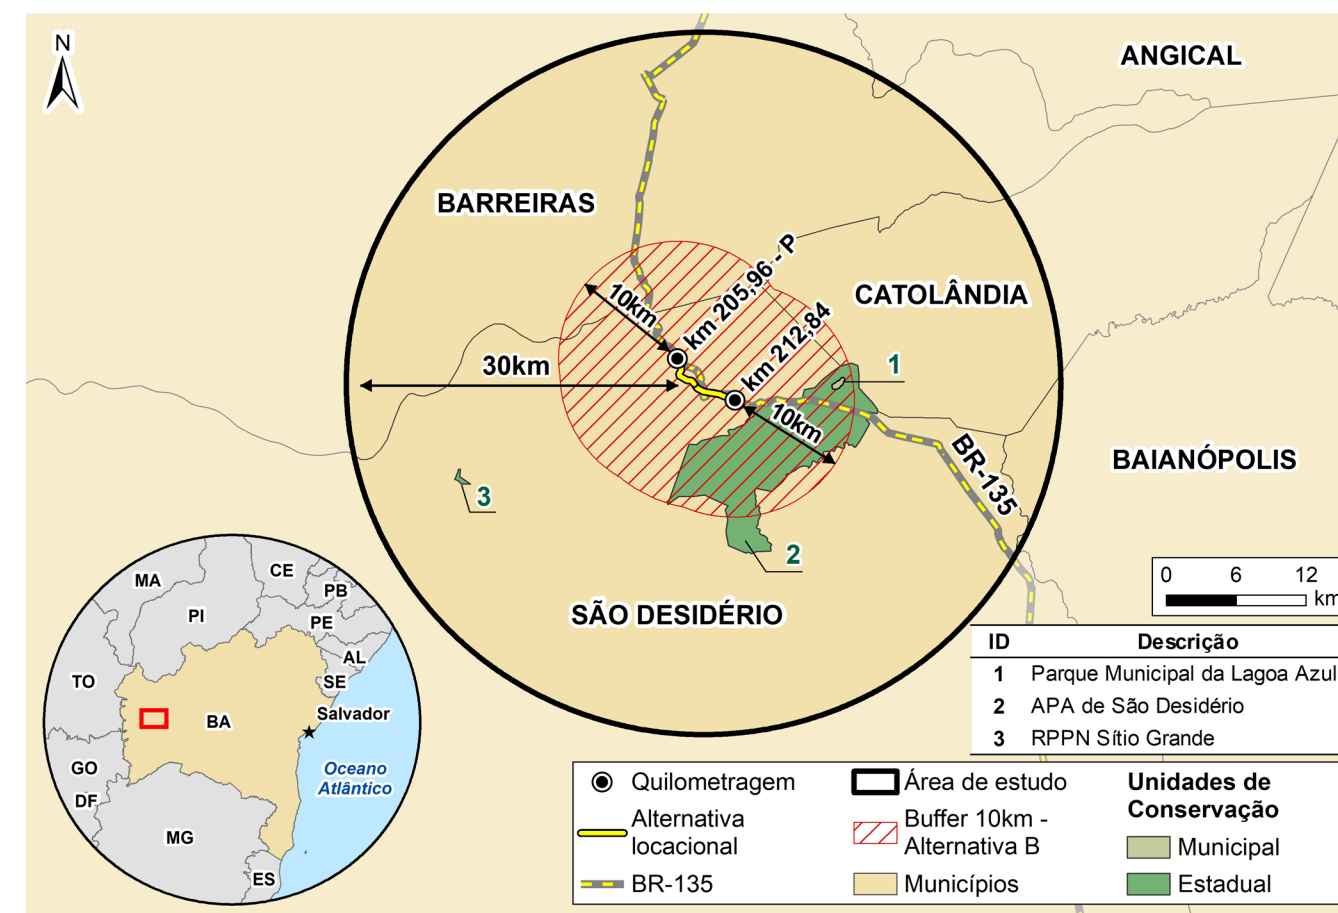 N
ANGICAL
BARREIRAS
CATOLÂNDIA
km 205,96 - P
km 212,84
10km
10km
30km
1
2
3
BR-135
BAIANÓPOLIS
SÃO DESIDÉRIO
0 6 12
km
ID Descrição
1 Parque Municipal da Lagoa Azul
2 APA de São Desidério
3 RPPN Sítio Grande
MA
CE
PB
PI
PE
AL
SE
TO
BA
Salvador
GO
DF
MG
ES
Oceano
Atlântico
Quilometragem
Alternativa
locacional
BR-135
Área de estudo
Buffer 10km -
Alternativa B
Municípios
Unidades de
Conservação
Municipal
Estadual